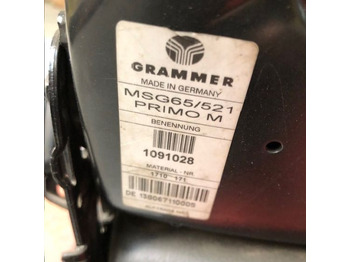 GRAMMER
MADE IN GERMANY
MSG65/521
PRIMO M
BENENNUNG
1091028
MATERIAL - NR.